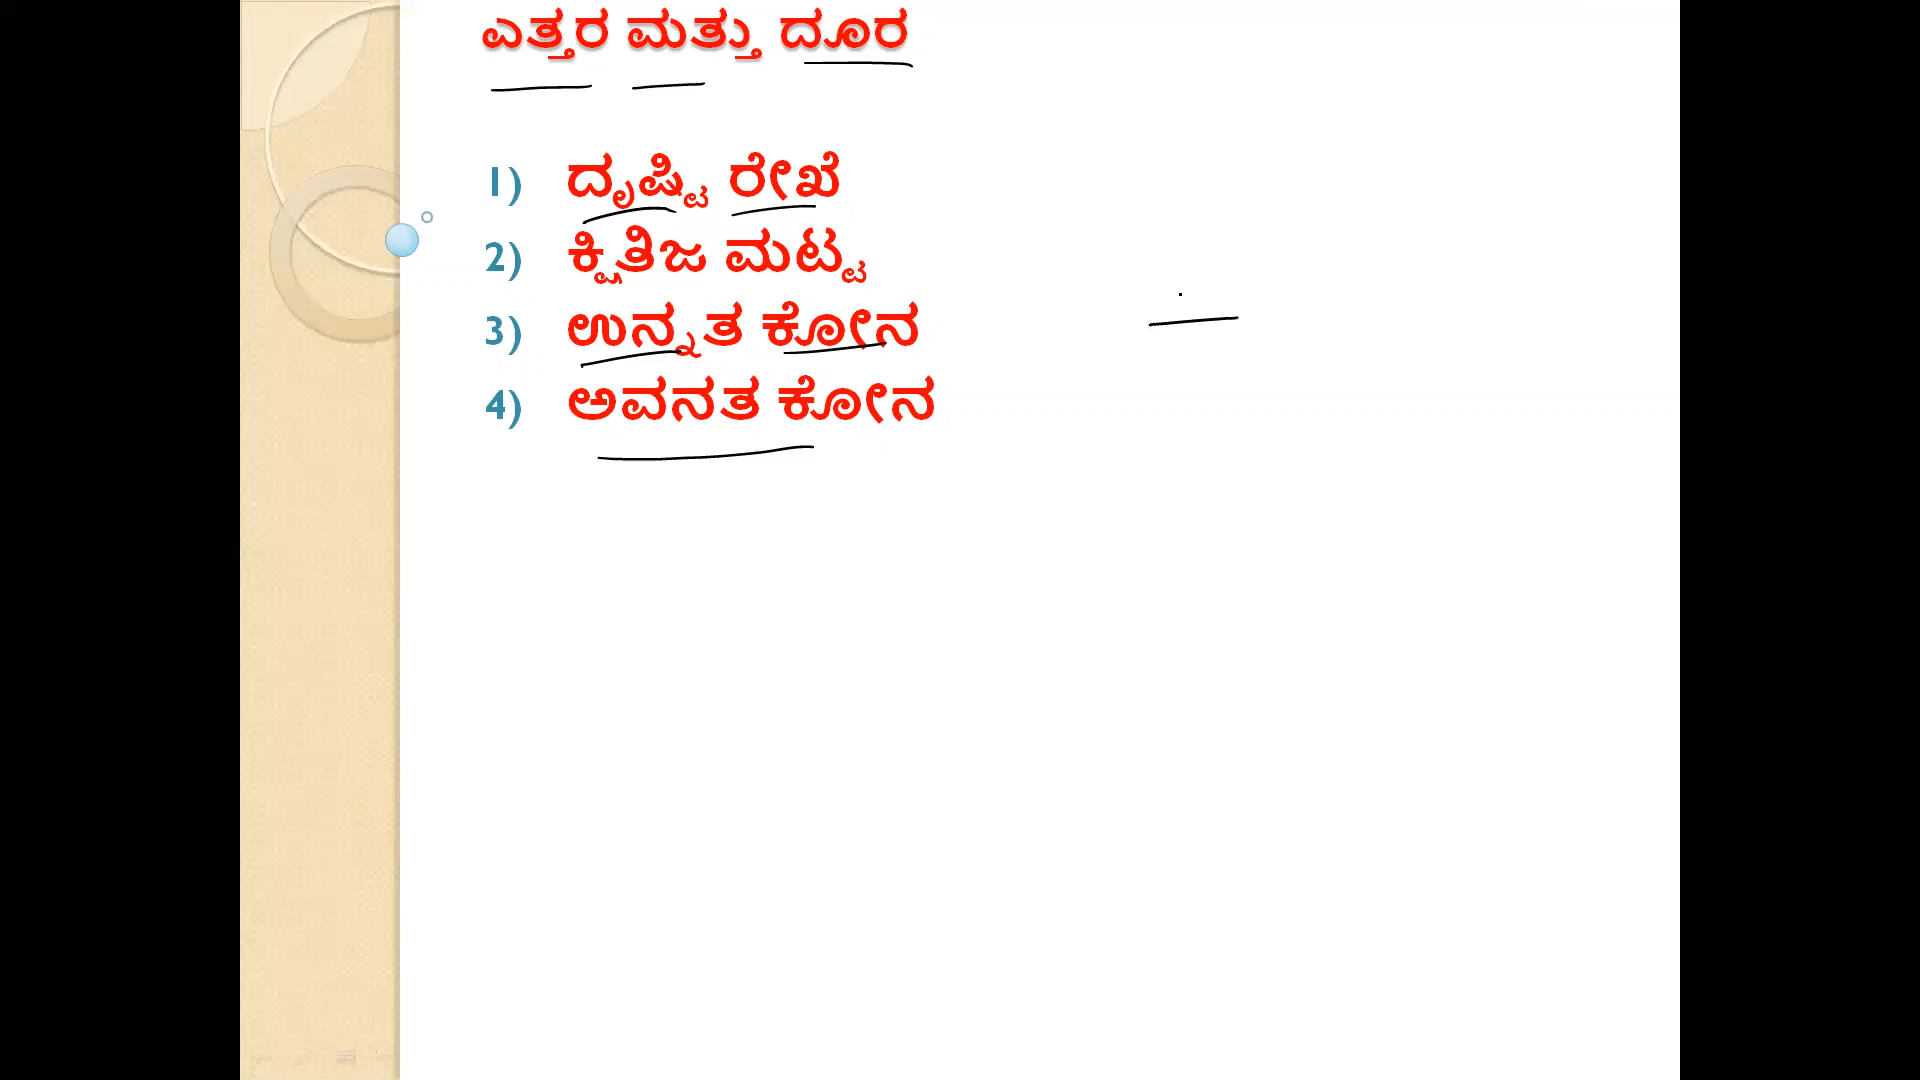 ಎತ್ತರ ಮತ್ತು ದೂರ
1) ದೃಷ್ಟಿ ರೇಖೆ
2) ಕ್ಷಿತಿಜ ಮಟ್ಟ
3) ಉನ್ನತ ಕೋನ
4) ಅವನತ ಕೋನ